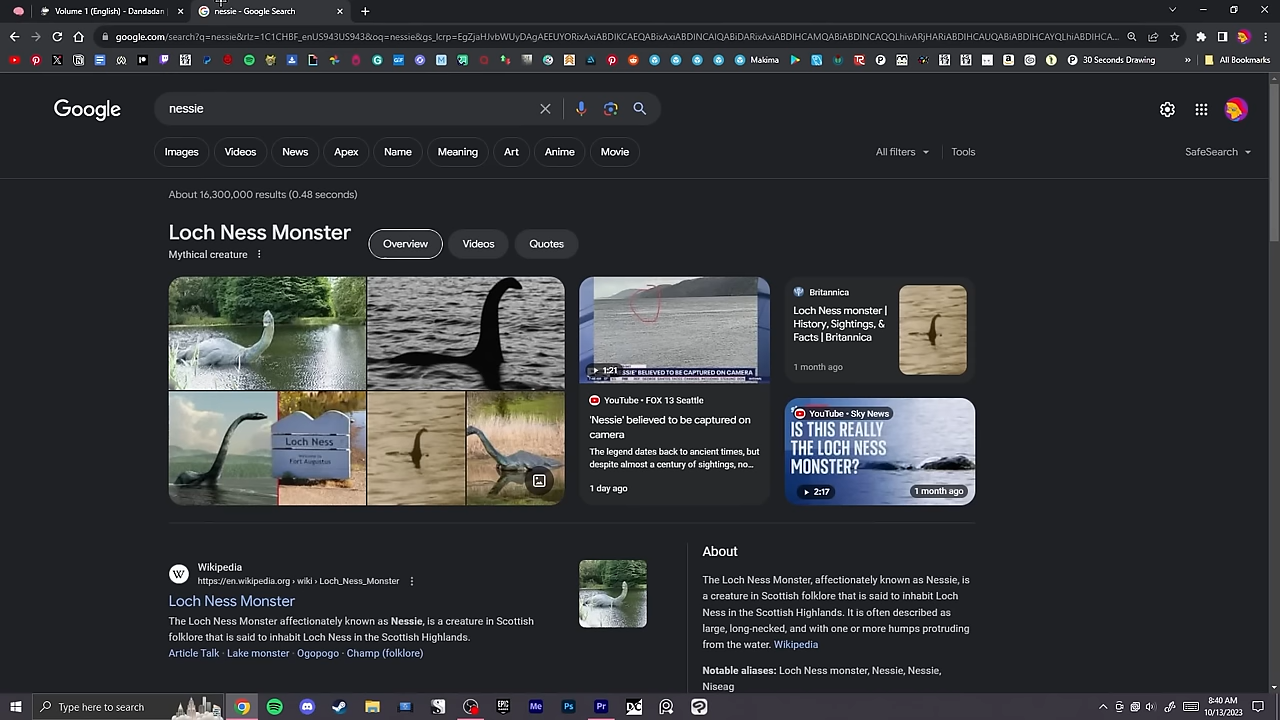 Volume 1 (English) - Dandadan
nessie - Google Search
Makima
30 Seconds Drawing
All Bookmarks
Google
nessie
Images
Videos
News
Apex
Name
Meaning
Art
Anime
Movie
All filters
Tools
SafeSearch
About 16,300,000 results (0.48 seconds)
Loch Ness Monster
Mythical creature
Overview
Videos
Quotes
Loch Ness
Fort Augustus
1:21
'NESSIE' BELIEVED TO BE CAPTURED ON CAMERA
YouTube • FOX 13 Seattle
'Nessie' believed to be captured on
camera
The legend dates back to ancient times, but
despite almost a century of sightings, no...
1 day ago
Britannica
Loch Ness monster |
History, Sightings, &
Facts | Britannica
1 month ago
YouTube • Sky News
IS THIS REALLY
THE LOCH NESS
MONSTER?
2:17
1 month ago
W
Wikipedia
https://en.wikipedia.org › wiki › Loch_Ness_Monster
Loch Ness Monster
The Loch Ness Monster affectionately known as Nessie, is a creature in Scottish
folklore that is said to inhabit Loch Ness in the Scottish Highlands.
Article Talk · Lake monster · Ogopogo · Champ (folklore)
About
The Loch Ness Monster, affectionately known as Nessie, is
a creature in Scottish folklore that is said to inhabit Loch
Ness in the Scottish Highlands. It is often described as
large, long-necked, and with one or more humps protruding
from the water. Wikipedia
Notable aliases: Loch Ness monster, Nessie, Nessie,
Niseag
Type here to search
8:40 AM
10/13/2023